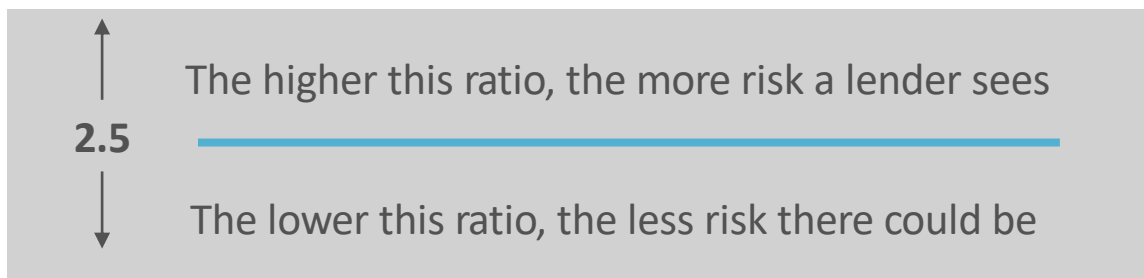 The higher this ratio, the more risk a lender sees
2.5
The lower this ratio, the less risk there could be